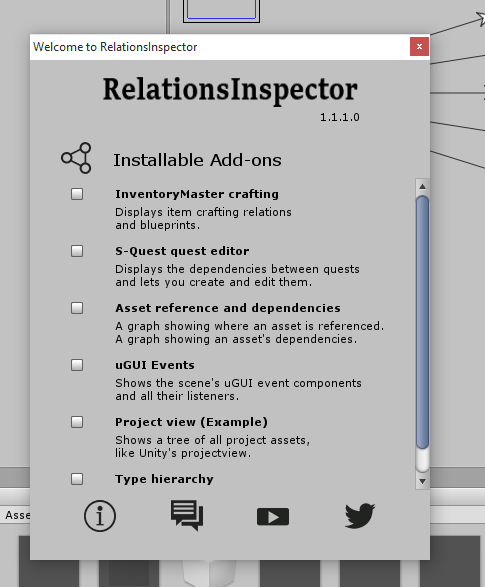 Welcome to RelationsInspector
x
RelationsInspector
1.1.1.0
Installable Add-ons
InventoryMaster crafting
Displays item crafting relations
and blueprints.
S-Quest quest editor
Displays the dependencies between quests
and lets you create and edit them.
Asset reference and dependencies
A graph showing where an asset is referenced.
A graph showing an asset's dependencies.
uGUI Events
Shows the scene's uGUI event components
and all their listeners.
Project view (Example)
Shows a tree of all project assets,
like Unity's projectview.
Type hierarchy
Asse